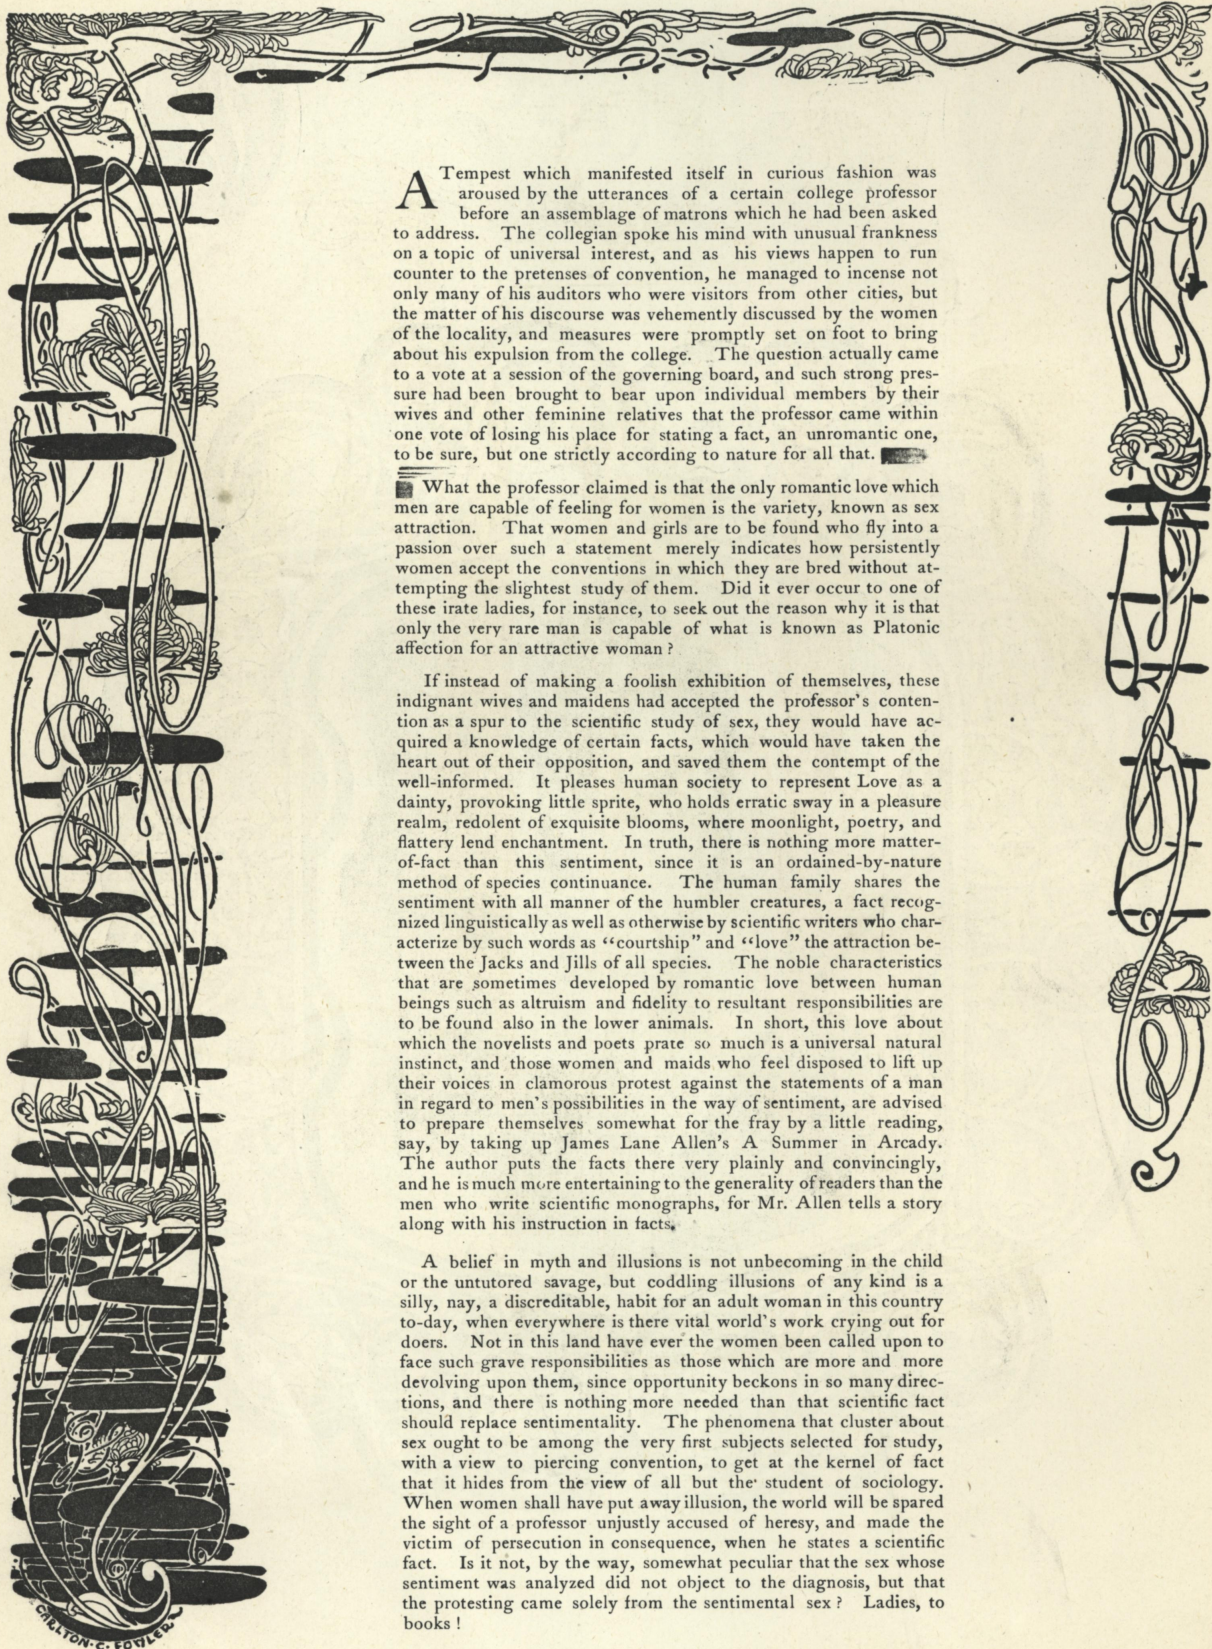 A Tempest which manifested itself in curious fashion was
aroused by the utterances of a certain college professor
before an assemblage of matrons which he had been asked
to address. The collegian spoke his mind with unusual frankness
on a topic of universal interest, and as his views happen to run
counter to the pretenses of convention, he managed to incense not
only many of his auditors who were visitors from other cities, but
the matter of his discourse was vehemently discussed by the women
of the locality, and measures were promptly set on foot to bring
about his expulsion from the college. The question actually came
to a vote at a session of the governing board, and such strong pres-
sure had been brought to bear upon individual members by their
wives and other feminine relatives that the professor came within
one vote of losing his place for stating a fact, an unromantic one,
to be sure, but one strictly according to nature for all that.
What the professor claimed is that the only romantic love which
men are capable of feeling for women is the variety, known as sex
attraction. That women and girls are to be found who fly into a
passion over such a statement merely indicates how persistently
women accept the conventions in which they are bred without at-
tempting the slightest study of them. Did it ever occur to one of
these irate ladies, for instance, to seek out the reason why it is that
only the very rare man is capable of what is known as Platonic
affection for an attractive woman?
If instead of making a foolish exhibition of themselves, these
indignant wives and maidens had accepted the professor's conten-
tion as a spur to the scientific study of sex, they would have ac-
quired a knowledge of certain facts, which would have taken the
heart out of their opposition, and saved them the contempt of the
well-informed. It pleases human society to represent Love as a
dainty, provoking little sprite, who holds erratic sway in a pleasure
realm, redolent of exquisite blooms, where moonlight, poetry, and
flattery lend enchantment. In truth, there is nothing more matter-
of-fact than this sentiment, since it is an ordained-by-nature
method of species continuance. The human family shares the
sentiment with all manner of the humbler creatures, a fact recog-
nized linguistically as well as otherwise by scientific writers who char-
acterize by such words as "courtship" and "love" the attraction be-
tween the Jacks and Jills of all species. The noble characteristics
that are sometimes developed by romantic love between human
beings such as altruism and fidelity to resultant responsibilities are
to be found also in the lower animals. In short, this love about
which the novelists and poets prate so much is a universal natural
instinct, and those women and maids who feel disposed to lift up
their voices in clamorous protest against the statements of a man
in regard to men's possibilities in the way of sentiment, are advised
to prepare themselves somewhat for the fray by a little reading,
say, by taking up James Lane Allen's A Summer in Arcady.
The author puts the facts there very plainly and convincingly,
and he is much more entertaining to the generality of readers than the
men who write scientific monographs, for Mr. Allen tells a story
along with his instruction in facts.
A belief in myth and illusions is not unbecoming in the child
or the untutored savage, but coddling illusions of any kind is a
silly, nay, a discreditable, habit for an adult woman in this country
to-day, when everywhere is there vital world's work crying out for
doers. Not in this land have ever the women been called upon to
face such grave responsibilities as those which are more and more
devolving upon them, since opportunity beckons in so many direc-
tions, and there is nothing more needed than that scientific fact
should replace sentimentality. The phenomena that cluster about
sex ought to be among the very first subjects selected for study,
with a view to piercing convention, to get at the kernel of fact
that it hides from the view of all but the student of sociology.
When women shall have put away illusion, the world will be spared
the sight of a professor unjustly accused of heresy, and made the
victim of persecution in consequence, when he states a scientific
fact. Is it not, by the way, somewhat peculiar that the sex whose
sentiment was analyzed did not object to the diagnosis, but that
the protesting came solely from the sentimental sex? Ladies, to
books!
CARLTON·C·FOWLER